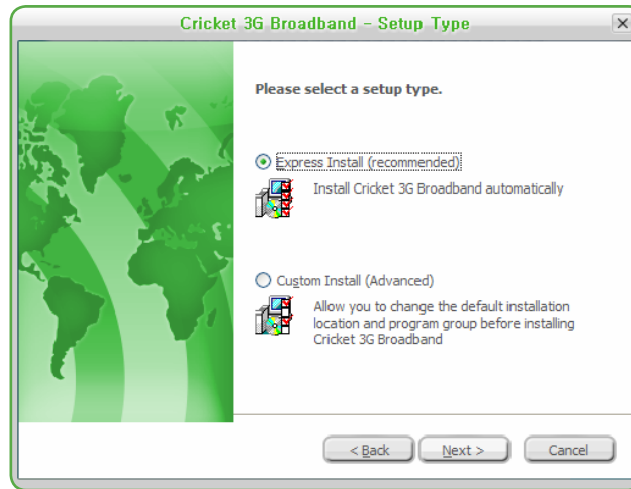 Cricket 3G Broadband - Setup Type
Please select a setup type.
Express Install (recommended)
Install Cricket 3G Broadband automatically
Custom Install (Advanced)
Allow you to change the default installation
location and program group before installing
Cricket 3G Broadband
< Back
Next >
Cancel